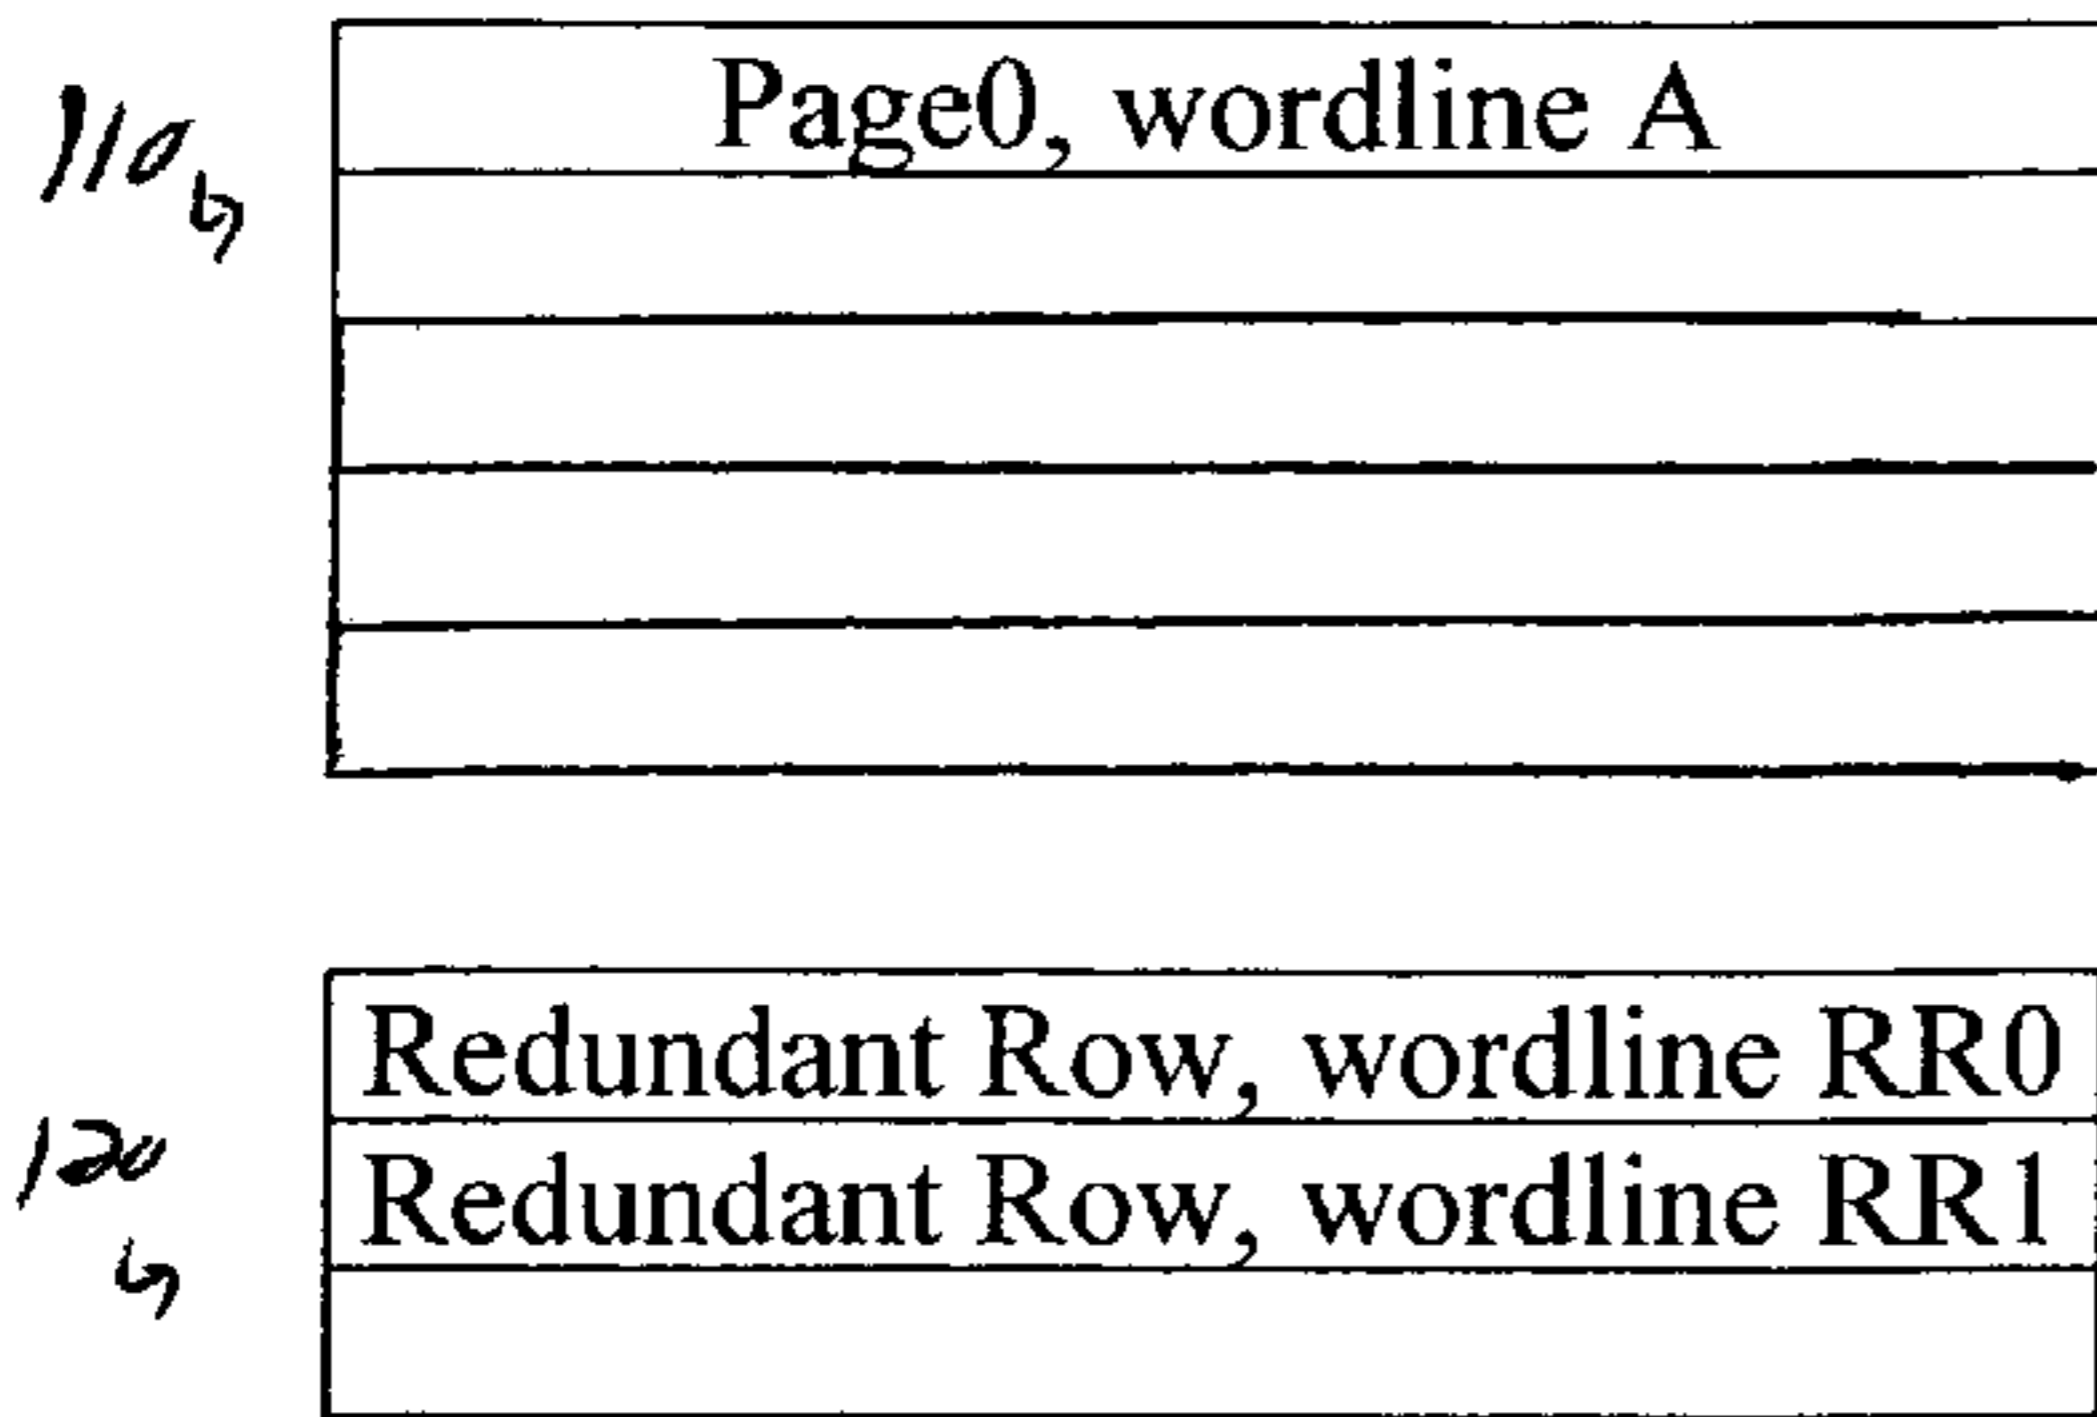 110
Page0, wordline A
Redundant Row, wordline RR0
120
Redundant Row, wordline RR1